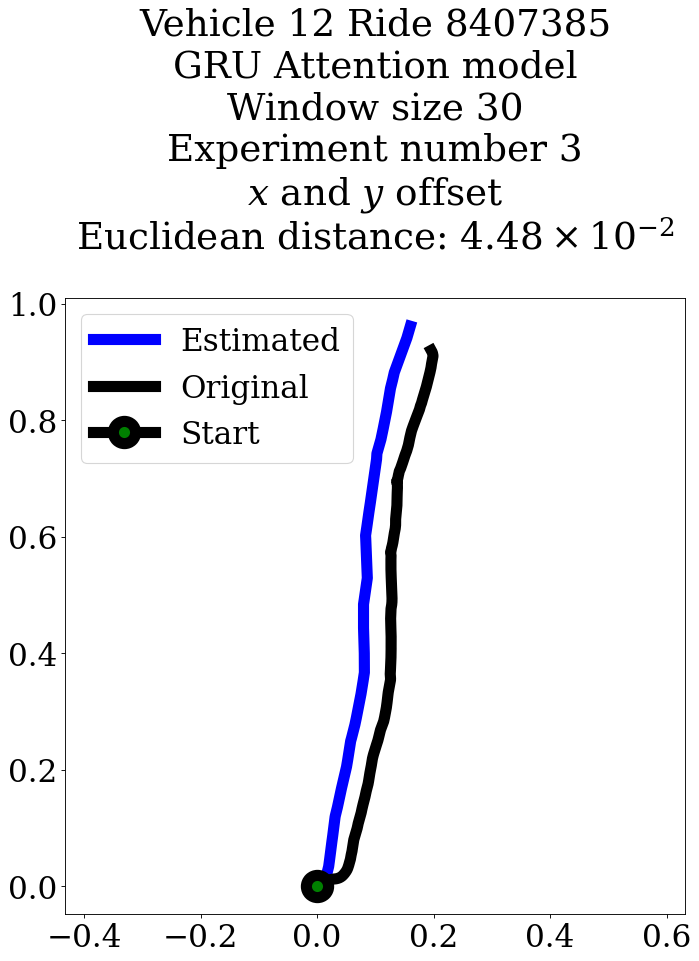 Vehicle 12 Ride 8407385
GRU Attention model
Window size 30
Experiment number 3
x and y offset
Euclidean distance: 4.48 × 10⁻²
Estimated
Original
Start
1.0
0.8
0.6
0.4
0.2
0.0
−0.4 −0.2 0.0 0.2 0.4 0.6